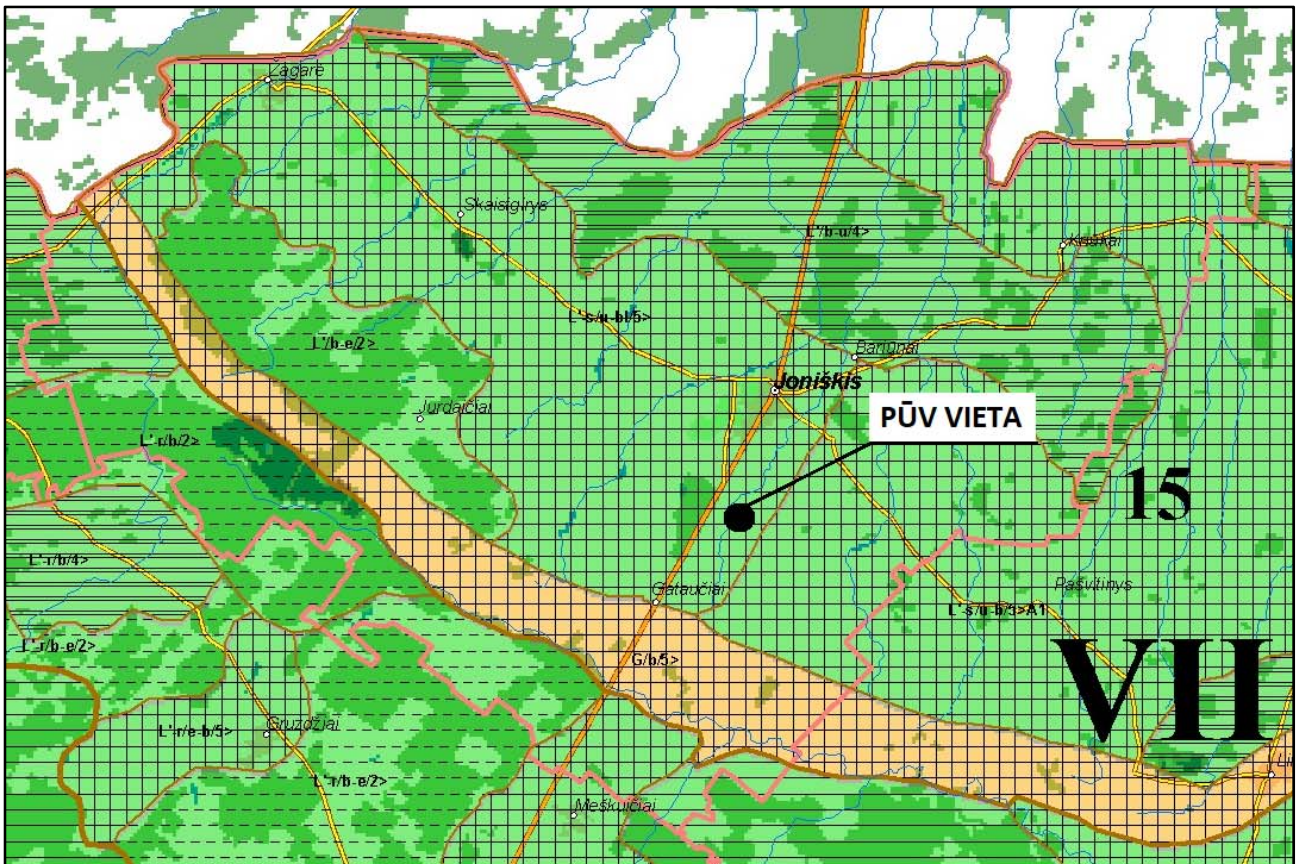 Žagarė
Skaistgirys
L'/b-u/4>
Kriukai
L'-s/u-bl/5>
L'/b-e/2>
Bariūnai
Joniškis
Jurdaičiai
PŪV VIETA
L'-r/b/2>
15
L'-r/b/4>
Gataučiai
Pašvitinys
L'-s/u-b/5>A1
L'-r/b-e/2>
G/b/5>
VII
L'-r/e-b/5>
Gruzdžiai
L'-r/b-e/2>
Meškuičiai